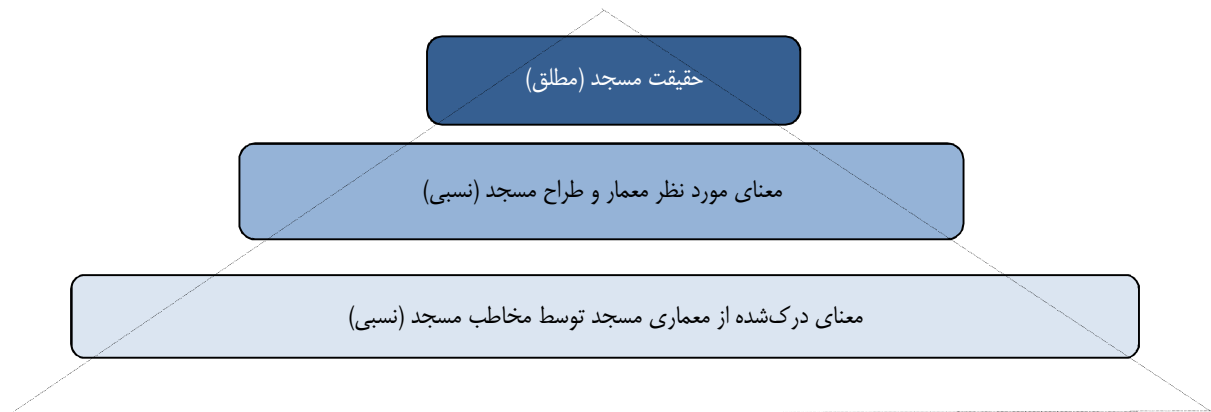 حقیقت مسجد (مطلق)
معنای مورد نظر معمار و طراح مسجد (نسبی)
معنای درک‌شده از معماری مسجد توسط مخاطب مسجد (نسبی)